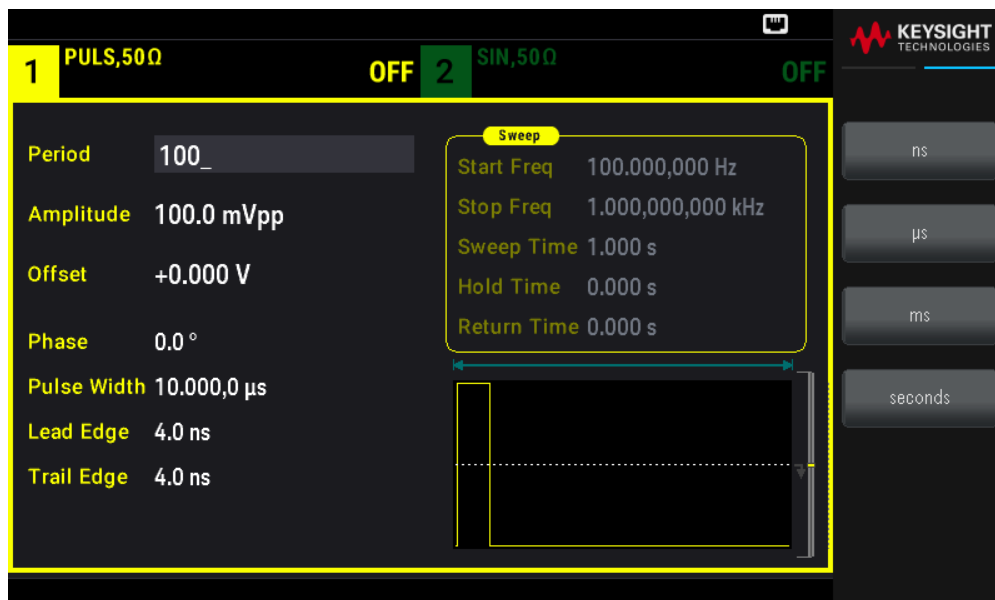 KEYSIGHT
TECHNOLOGIES
1 PULS,50Ω OFF
2 SIN,50Ω OFF
Period 100_
Amplitude 100.0 mVpp
Offset +0.000 V
Phase 0.0 °
Pulse Width 10.000,0 µs
Lead Edge 4.0 ns
Trail Edge 4.0 ns
Sweep
Start Freq 100.000,000 Hz
Stop Freq 1.000,000,000 kHz
Sweep Time 1.000 s
Hold Time 0.000 s
Return Time 0.000 s
ns
µs
ms
seconds